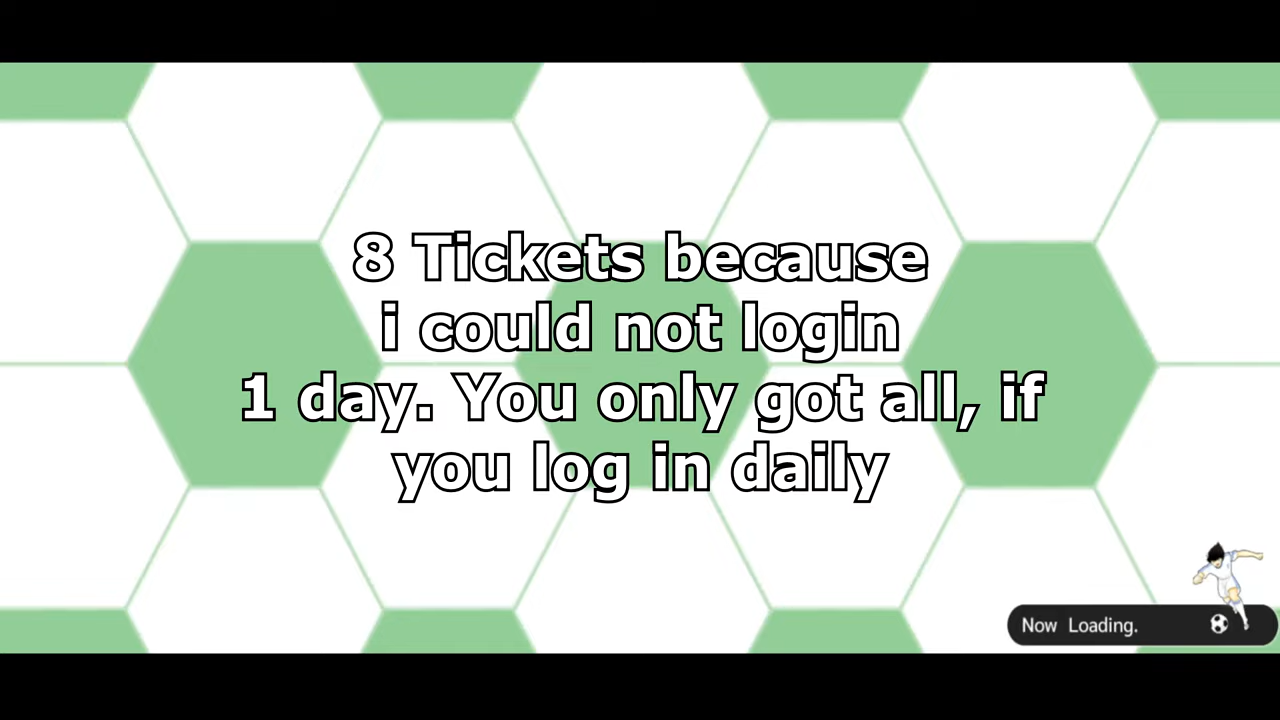 8 Tickets because
i could not login
1 day. You only got all, if
you log in daily
Now Loading.